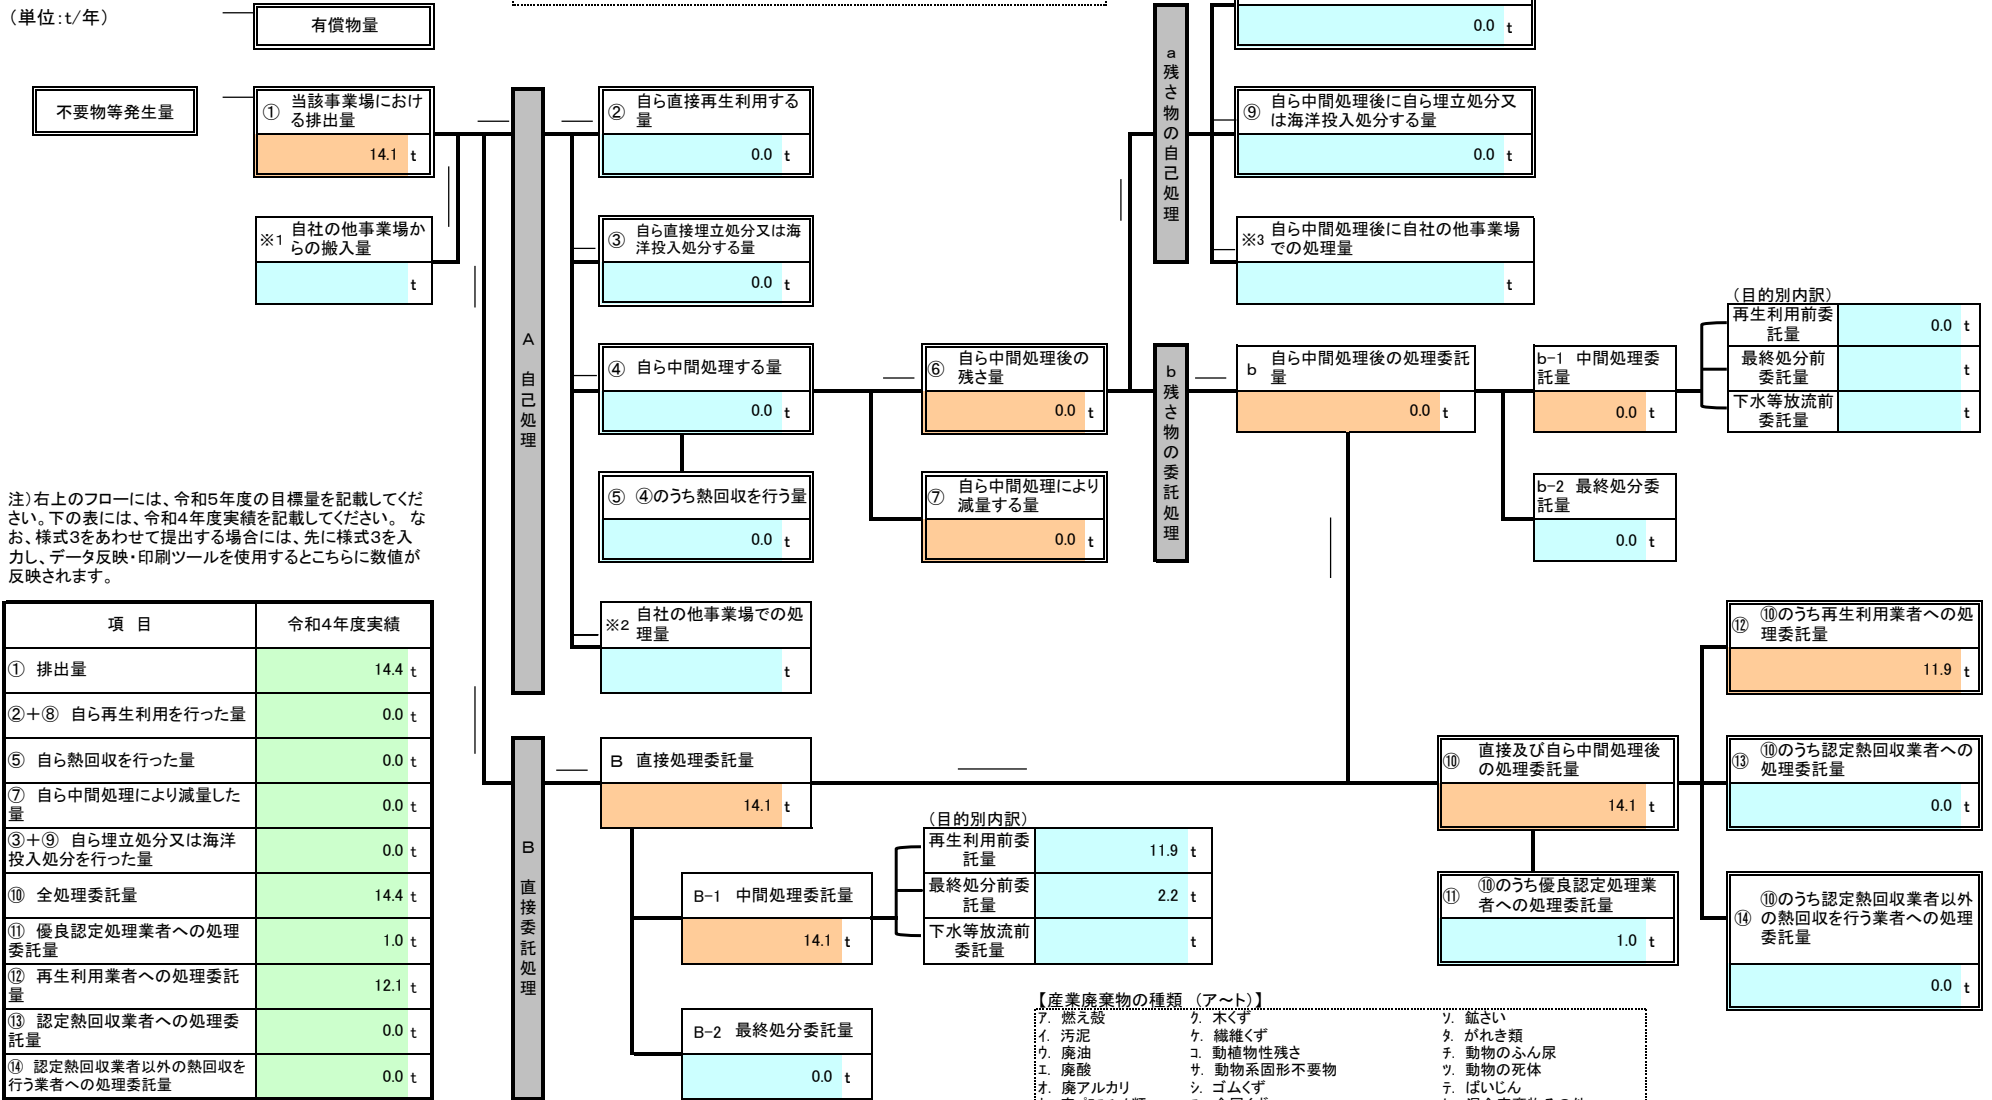 （単位:t/年）
有償物量
0.0 t
不要物等発生量
① 当該事業場におけ
る排出量
14.1 t
※1 自社の他事業場か
らの搬入量
t
A 自己処理
② 自ら直接再生利用する
量
0.0 t
③ 自ら直接埋立処分又は海
洋投入処分する量
0.0 t
④ 自ら中間処理する量
0.0 t
⑤ ④のうち熱回収を行う量
0.0 t
※2 自社の他事業場での処
理量
t
⑥ 自ら中間処理後の
残さ量
0.0 t
⑦ 自ら中間処理により
減量する量
0.0 t
a 残さ物の自己処理
⑨ 自ら中間処理後に自ら埋立処分又
は海洋投入処分する量
0.0 t
※3 自ら中間処理後に自社の他事業場
での処理量
t
b 残さ物の委託処理
b 自ら中間処理後の処理委託
量
0.0 t
b-1 中間処理委
託量
0.0 t
b-2 最終処分委
託量
0.0 t
（目的別内訳）
再生利用前委
託量
0.0 t
最終処分前
委託量
t
下水等放流前
委託量
t
注）右上のフローには、令和5年度の目標量を記載してくだ
さい。下の表には、令和4年度実績を記載してください。 な
お、様式3をあわせて提出する場合には、先に様式3を入
力し、データ反映・印刷ツールを使用するとこちらに数値が
反映されます。
項 目 令和4年度実績
① 排出量 14.4 t
②＋⑧ 自ら再生利用を行った量 0.0 t
⑤ 自ら熱回収を行った量 0.0 t
⑦ 自ら中間処理により減量した
量 0.0 t
③＋⑨ 自ら埋立処分又は海洋
投入処分を行った量 0.0 t
⑩ 全処理委託量 14.4 t
⑪ 優良認定処理業者への処理
委託量 1.0 t
⑫ 再生利用業者への処理委託
量 12.1 t
⑬ 認定熱回収業者への処理委
託量 0.0 t
⑭ 認定熱回収業者以外の熱回収を
行う業者への処理委託量 0.0 t
B 直接委託処理
B 直接処理委託量
14.1 t
B-1 中間処理委託量
14.1 t
B-2 最終処分委託量
0.0 t
（目的別内訳）
再生利用前委
託量
11.9 t
最終処分前委
託量
2.2 t
下水等放流前
委託量
t
⑩ 直接及び自ら中間処理後
の処理委託量
14.1 t
⑪ ⑩のうち優良認定処理業
者への処理委託量
1.0 t
⑫ ⑩のうち再生利用業者への処
理委託量
11.9 t
⑬ ⑩のうち認定熱回収業者への
処理委託量
0.0 t
⑭ ⑩のうち認定熱回収業者以外
の熱回収を行う業者への処理
委託量
0.0 t
【産業廃棄物の種類 （ア～ト）】
ア. 燃え殻 ク. 木くず ソ. 鉱さい
イ. 汚泥 ケ. 繊維くず タ. がれき類
ウ. 廃油 コ. 動植物性残さ チ. 動物のふん尿
エ. 廃酸 サ. 動物系固形不要物 ツ. 動物の死体
オ. 廃アルカリ シ. ゴムくず テ. ばいじん